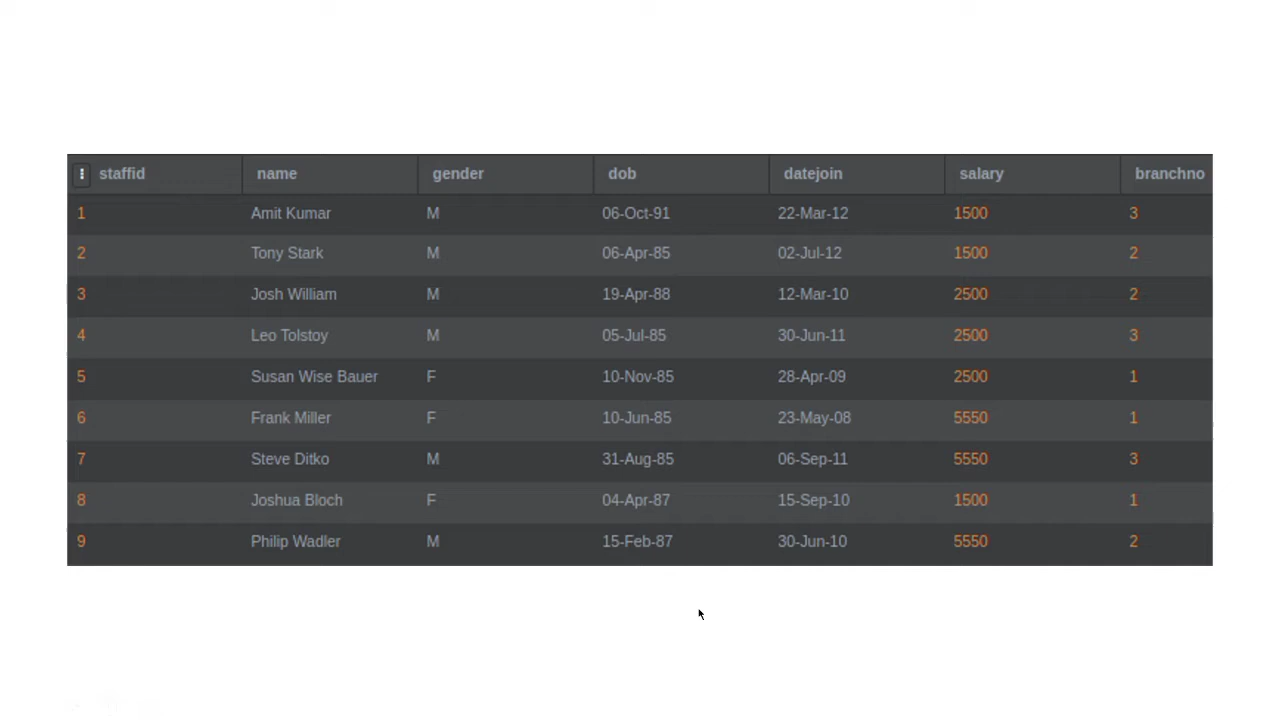 staffid name gender dob datejoin salary branchno
1 Amit Kumar M 06-Oct-91 22-Mar-12 1500 3
2 Tony Stark M 06-Apr-85 02-Jul-12 1500 2
3 Josh William M 19-Apr-88 12-Mar-10 2500 2
4 Leo Tolstoy M 05-Jul-85 30-Jun-11 2500 3
5 Susan Wise Bauer F 10-Nov-85 28-Apr-09 2500 1
6 Frank Miller F 10-Jun-85 23-May-08 5550 1
7 Steve Ditko M 31-Aug-85 06-Sep-11 5550 3
8 Joshua Bloch F 04-Apr-87 15-Sep-10 1500 1
9 Philip Wadler M 15-Feb-87 30-Jun-10 5550 2